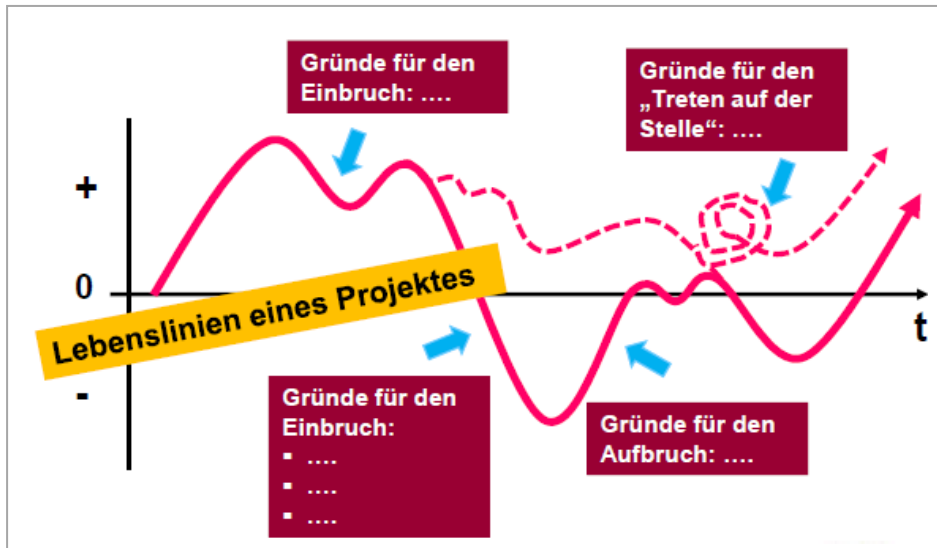 Gründe für den
Einbruch: ....
Gründe für den
„Treten auf der
Stelle“: ....
+
0
-
t
Lebenslinien eines Projektes
Gründe für den
Einbruch:
▪ ....
▪ ....
▪ ....
Gründe für den
Aufbruch: ....